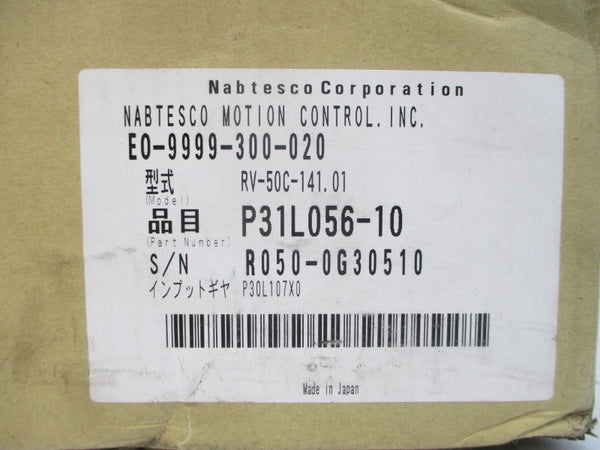 Nabtesco Corporation
NABTESCO MOTION CONTROL.INC.
EO-9999-300-020
型式 RV-50C-141.01
(Model)
品目 P31L056-10
(Part Number)
S/N R050-0G30510
インプットギヤ P30L107X0
Made in Japan